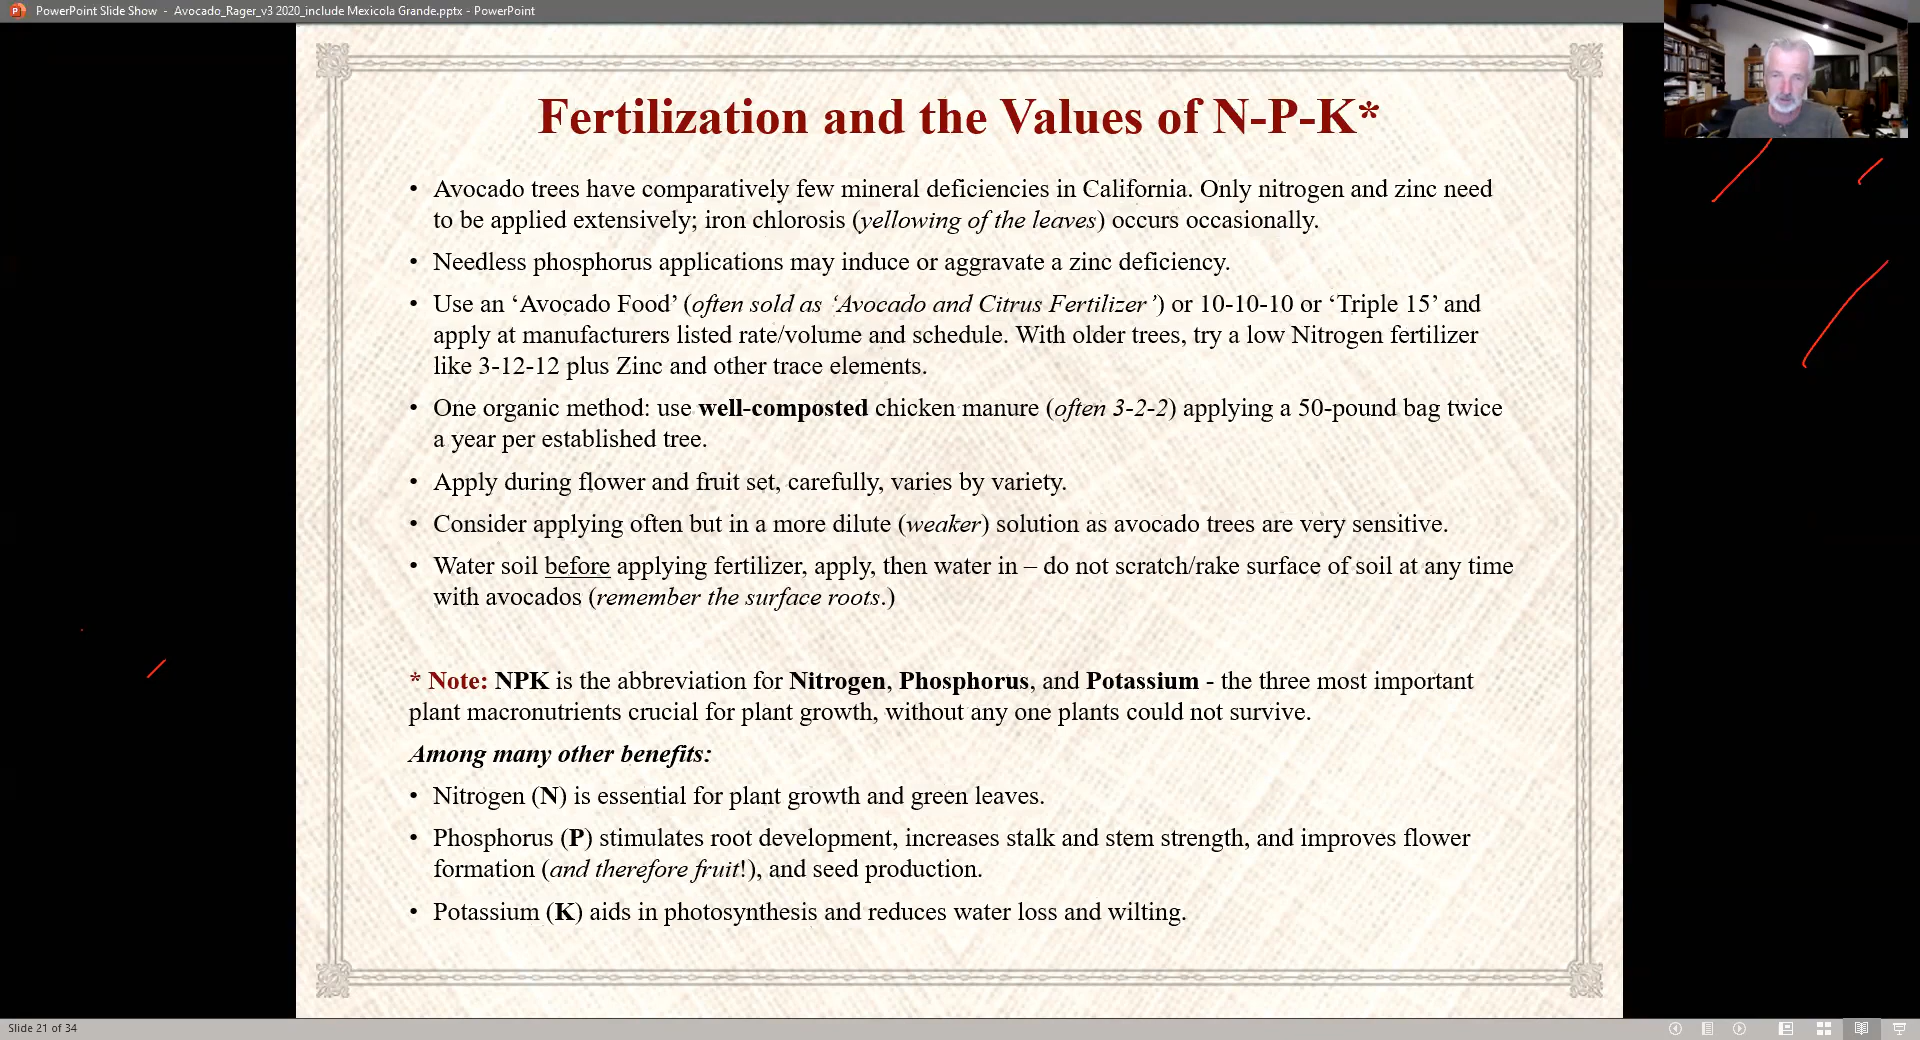 PowerPoint Slide Show - Avocado_Rager_v3 2020_include Mexicola Grande.pptx - PowerPoint
Fertilization and the Values of N-P-K*
• Avocado trees have comparatively few mineral deficiencies in California. Only nitrogen and zinc need
to be applied extensively; iron chlorosis (yellowing of the leaves) occurs occasionally.
• Needless phosphorus applications may induce or aggravate a zinc deficiency.
• Use an ‘Avocado Food’ (often sold as ‘Avocado and Citrus Fertilizer’) or 10-10-10 or ‘Triple 15’ and
apply at manufacturers listed rate/volume and schedule. With older trees, try a low Nitrogen fertilizer
like 3-12-12 plus Zinc and other trace elements.
• One organic method: use well-composted chicken manure (often 3-2-2) applying a 50-pound bag twice
a year per established tree.
• Apply during flower and fruit set, carefully, varies by variety.
• Consider applying often but in a more dilute (weaker) solution as avocado trees are very sensitive.
• Water soil before applying fertilizer, apply, then water in – do not scratch/rake surface of soil at any time
with avocados (remember the surface roots.)
* Note: NPK is the abbreviation for Nitrogen, Phosphorus, and Potassium - the three most important
plant macronutrients crucial for plant growth, without any one plants could not survive.
Among many other benefits:
• Nitrogen (N) is essential for plant growth and green leaves.
• Phosphorus (P) stimulates root development, increases stalk and stem strength, and improves flower
formation (and therefore fruit!), and seed production.
• Potassium (K) aids in photosynthesis and reduces water loss and wilting.
Slide 21 of 34